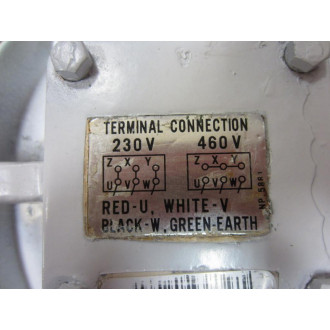 TERMINAL CONNECTION
230V 460V
Z X Y Z X Y
U V W U V W
RED-U, WHITE-V
BLACK-W, GREEN-EARTH